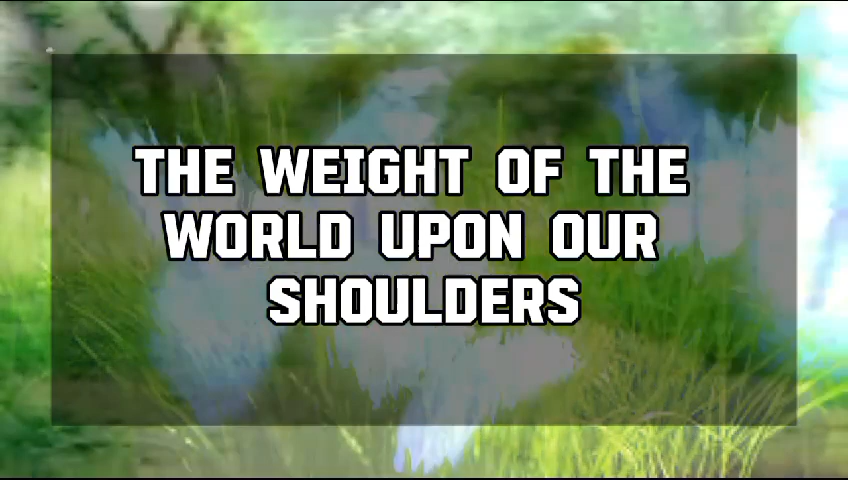 THE WEIGHT OF THE
WORLD UPON OUR
SHOULDERS